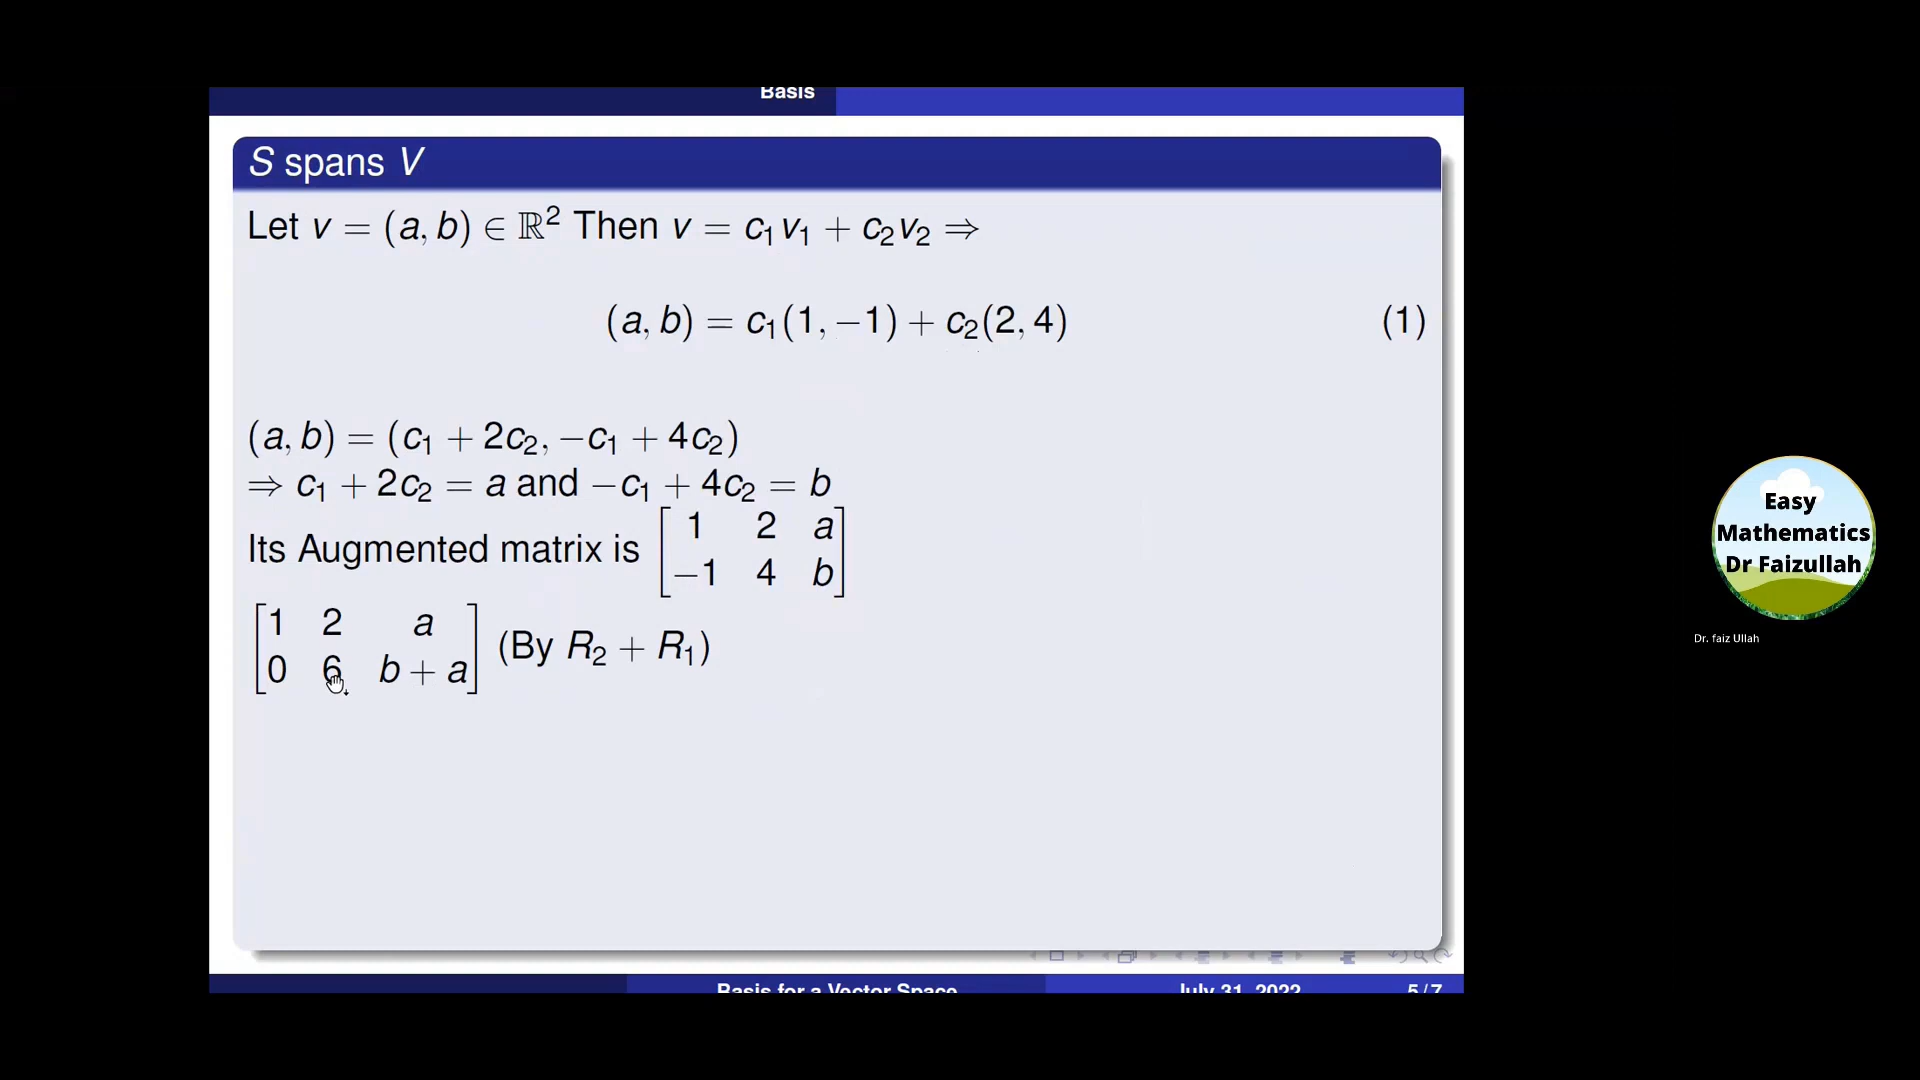 Basis
S spans V
Let v = (a, b) ∈ ℝ² Then v = c₁v₁ + c₂v₂ ⇒
(a, b) = c₁(1, −1) + c₂(2, 4) (1)
(a, b) = (c₁ + 2c₂, −c₁ + 4c₂)
⇒ c₁ + 2c₂ = a and −c₁ + 4c₂ = b
Its Augmented matrix is [1 2 a
−1 4 b]
[1 2 a
0 6 b + a] (By R₂ + R₁)
Basis for a Vector Space July 31, 2022 5 / 7
Easy
Mathematics
Dr Faizullah
Dr. faiz Ullah